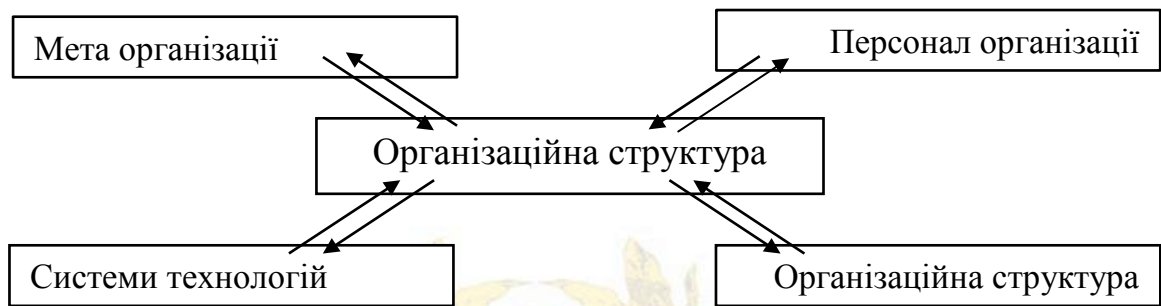 Мета організації
Персонал організації
Організаційна структура
Системи технологій
Організаційна структура